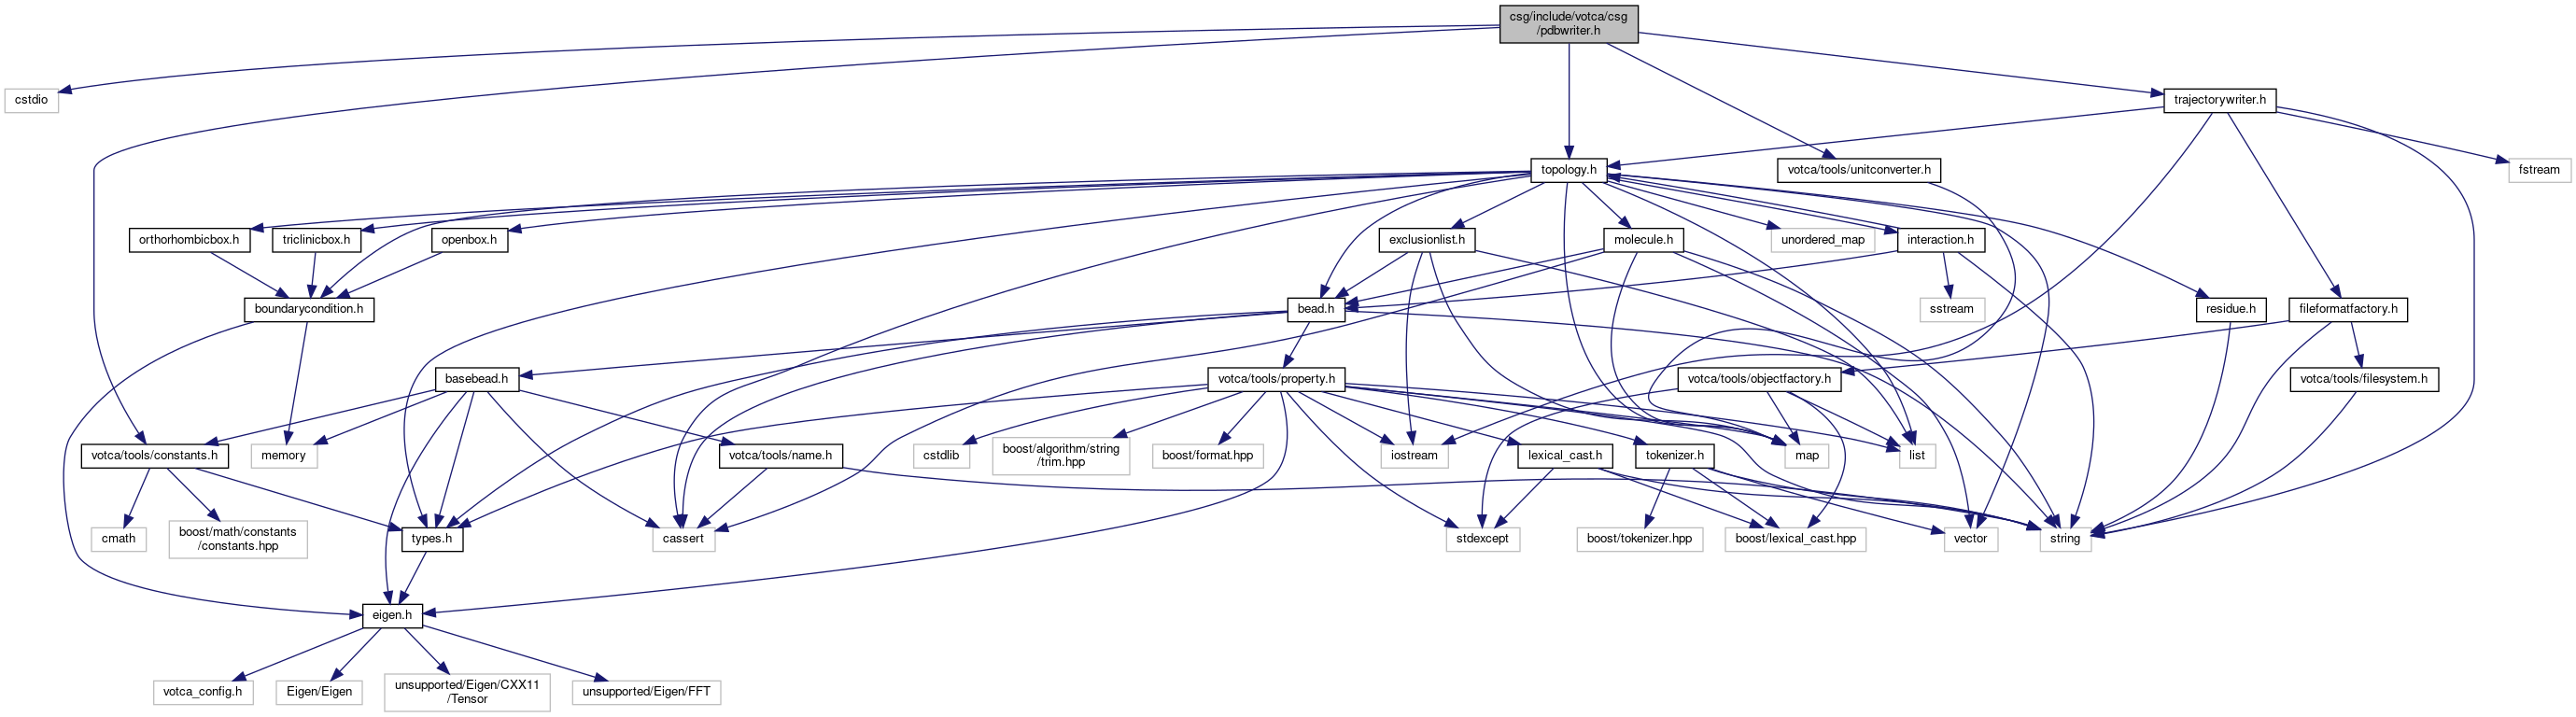 csg/include/votca/csg
/pdbwriter.h
cstdio
trajectorywriter.h
topology.h
votca/tools/unitconverter.h
fstream
orthorhombicbox.h
triclinicbox.h
openbox.h
exclusionlist.h
molecule.h
unordered_map
interaction.h
boundarycondition.h
bead.h
sstream
residue.h
fileformatfactory.h
basebead.h
votca/tools/property.h
votca/tools/objectfactory.h
votca/tools/filesystem.h
votca/tools/constants.h
memory
votca/tools/name.h
cstdlib
boost/algorithm/string
/trim.hpp
boost/format.hpp
iostream
lexical_cast.h
tokenizer.h
map
list
cmath
boost/math/constants
/constants.hpp
types.h
cassert
stdexcept
boost/tokenizer.hpp
boost/lexical_cast.hpp
vector
string
eigen.h
votca_config.h
Eigen/Eigen
unsupported/Eigen/CXX11
/Tensor
unsupported/Eigen/FFT